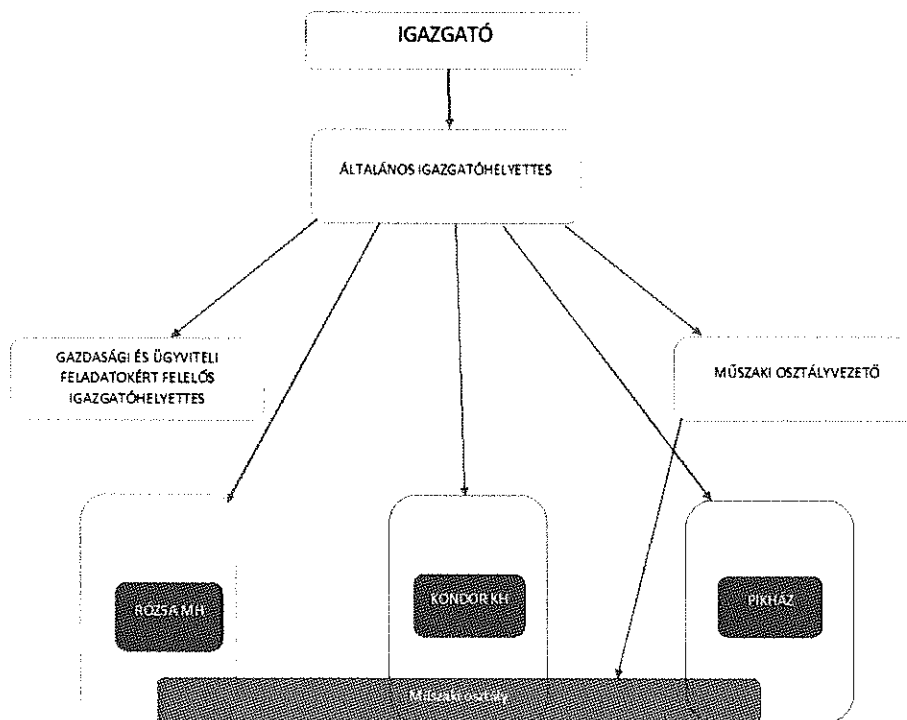 IGAZGATÓ
ÁLTALÁNOS IGAZGATÓHELYETTES
GAZDASÁGI ÉS ÜGYVITELI
FELADATOKÉRT FELELŐS
IGAZGATÓHELYETTES
MŰSZAKI OSZTÁLYVEZETŐ
RÓZSA MH
KONDOR KH
PIKHÁZ
Műszaki osztály